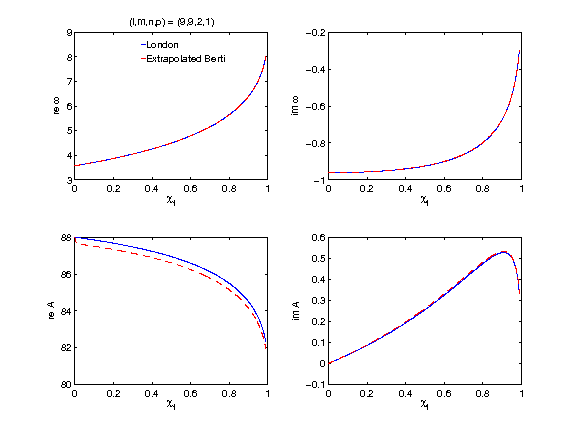 (l,m,n,p) = (9,9,2,1)
London
Extrapolated Berti
re ω
9
8
7
6
5
4
3
0 0.2 0.4 0.6 0.8 1
χf
im ω
−0.2
−0.4
−0.6
−0.8
−1
0 0.2 0.4 0.6 0.8 1
χf
re A
88
86
84
82
80
0 0.2 0.4 0.6 0.8 1
χf
im A
0.6
0.5
0.4
0.3
0.2
0.1
0
−0.1
0 0.2 0.4 0.6 0.8 1
χf